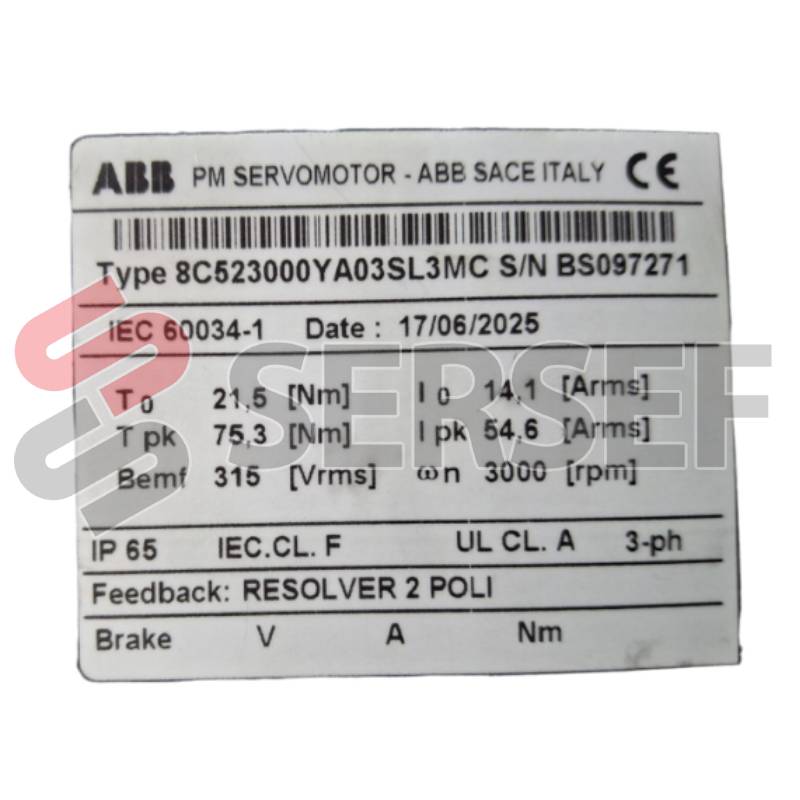 ABB PM SERVOMOTOR - ABB SACE ITALY CE
Type 8C523000YA03SL3MC S/N BS097271
IEC 60034-1 Date : 17/06/2025
T0 21,5 [Nm] I0 14,1 [Arms]
T pk 75,3 [Nm] I pk 54,6 [Arms]
Bemf 315 [Vrms] ωn 3000 [rpm]
SERSEF
IP 65 IEC.CL. F UL CL. A 3-ph
Feedback: RESOLVER 2 POLI
Brake V A Nm